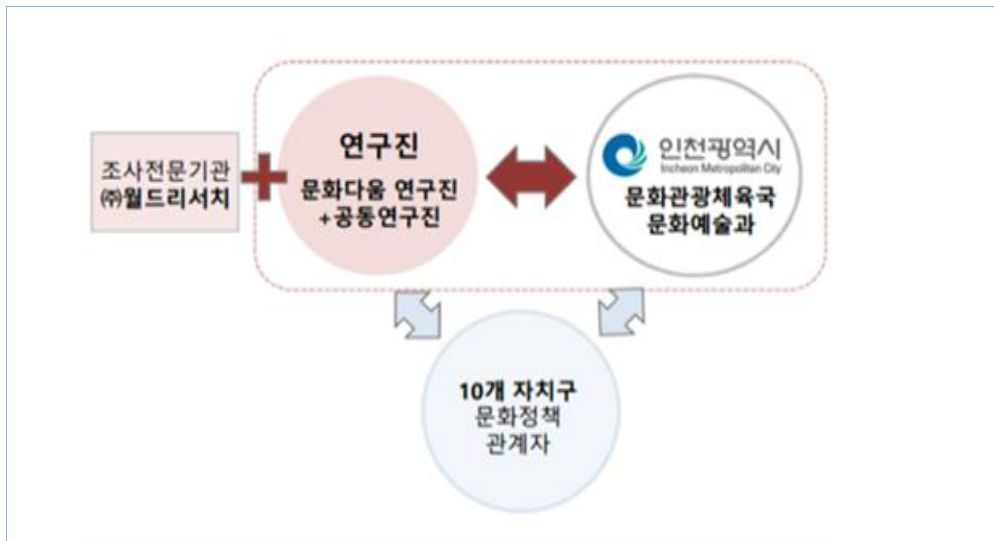 조사전문기관
㈜월드리서치
연구진
문화다움 연구진
+공동연구진
인천광역시
Incheon Metropolitan City
문화관광체육국
문화예술과
10개 자치구
문화정책
관계자